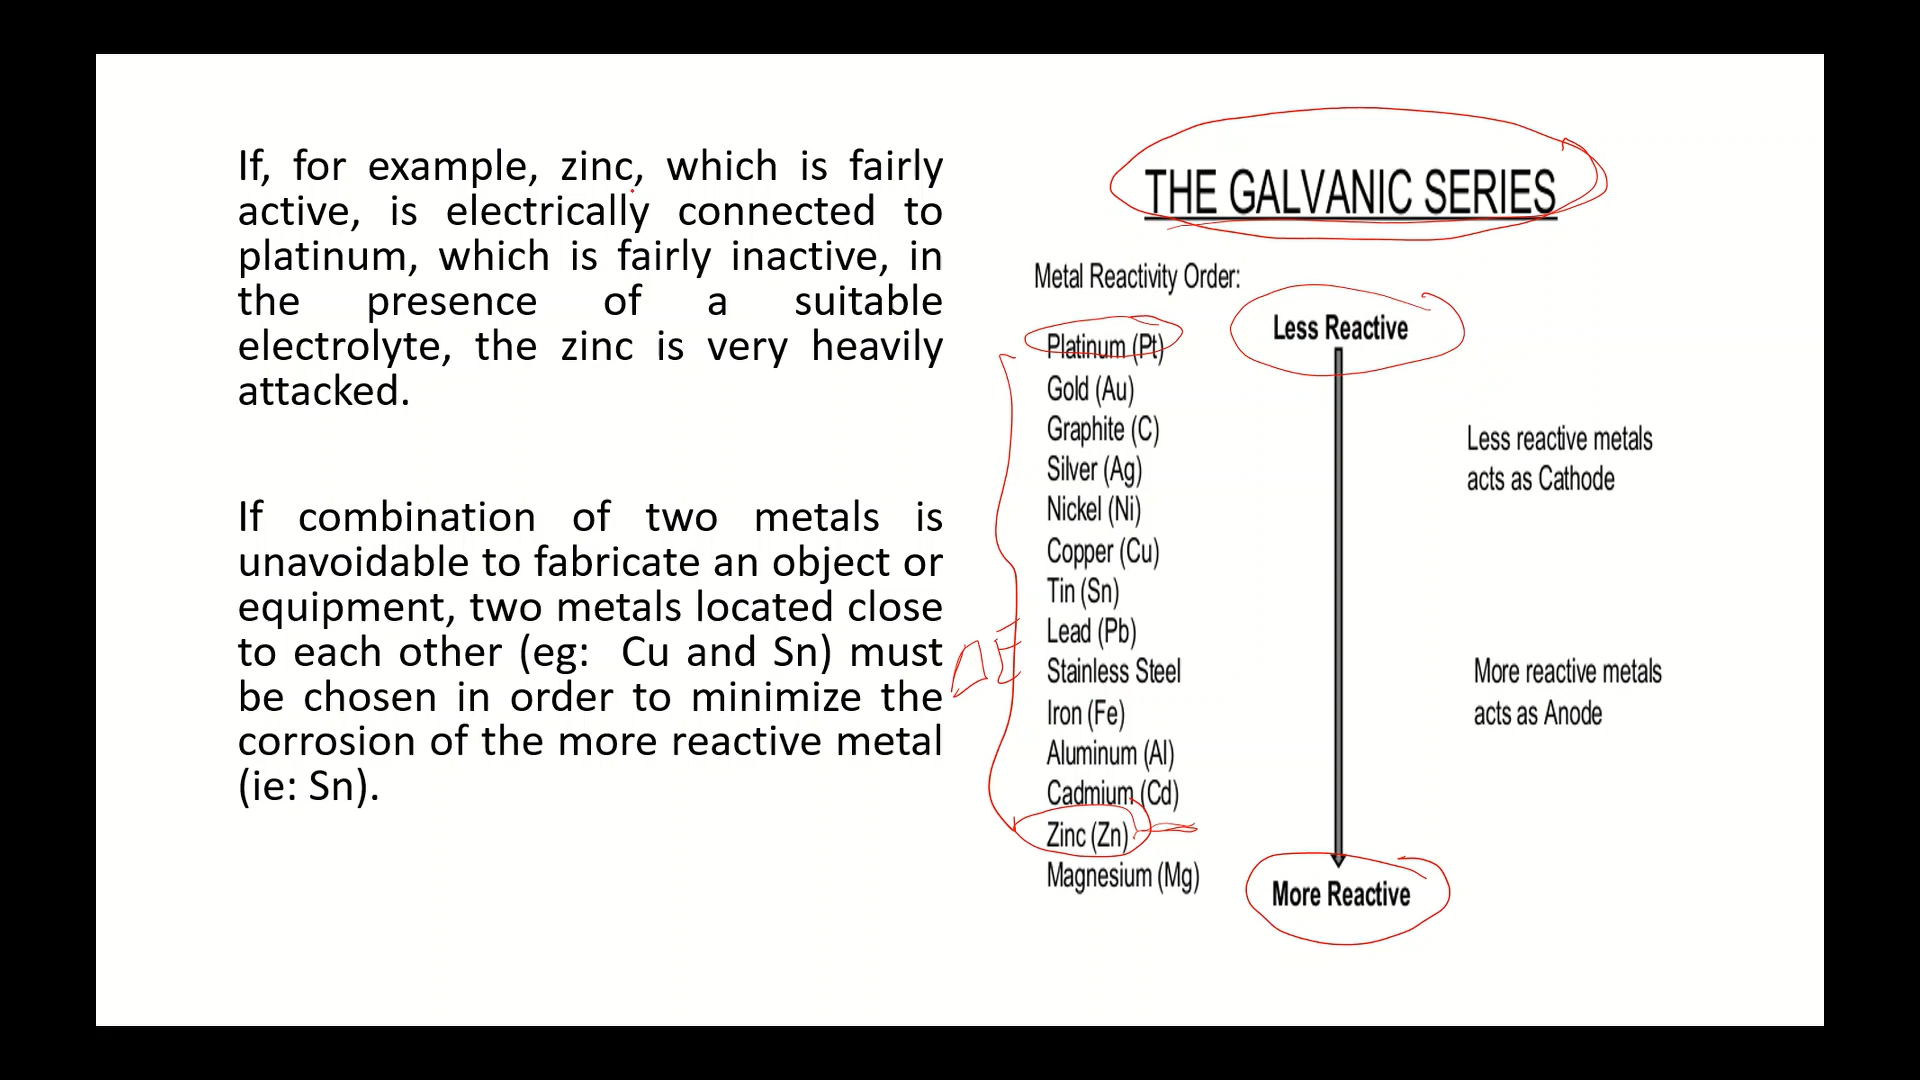 If, for example, zinc, which is fairly
active, is electrically connected to
platinum, which is fairly inactive, in
the presence of a suitable
electrolyte, the zinc is very heavily
attacked.
If combination of two metals is
unavoidable to fabricate an object or
equipment, two metals located close
to each other (eg: Cu and Sn) must
be chosen in order to minimize the
corrosion of the more reactive metal
(ie: Sn).
THE GALVANIC SERIES
Metal Reactivity Order:
Less Reactive
Platinum (Pt)
Gold (Au)
Graphite (C)
Silver (Ag)
Nickel (Ni)
Copper (Cu)
Tin (Sn)
Lead (Pb)
Stainless Steel
Iron (Fe)
Aluminum (Al)
Cadmium (Cd)
Zinc (Zn)
Magnesium (Mg)
More Reactive
Less reactive metals
acts as Cathode
More reactive metals
acts as Anode